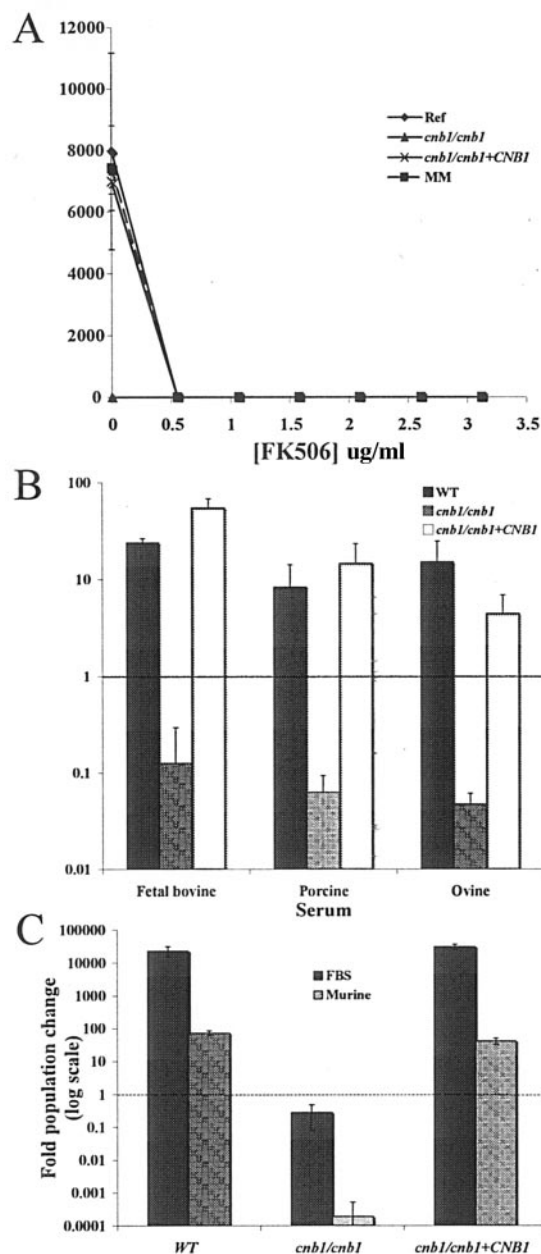 A
12000
10000
8000
6000
4000
2000
0
Ref
cnb1/cnb1
cnb1/cnb1+CNB1
MM
0 0.5 1 1.5 2 2.5 3 3.5
[FK506] ug/ml
B
100
10
1
0.1
0.01
WT
cnb1/cnb1
cnb1/cnb1+CNB1
Fetal bovine Porcine Ovine
Serum
C
Fold population change
(log scale)
100000
10000
1000
100
10
1
0.1
0.01
0.001
0.0001
FBS
Murine
WT cnb1/cnb1 cnb1/cnb1+CNB1